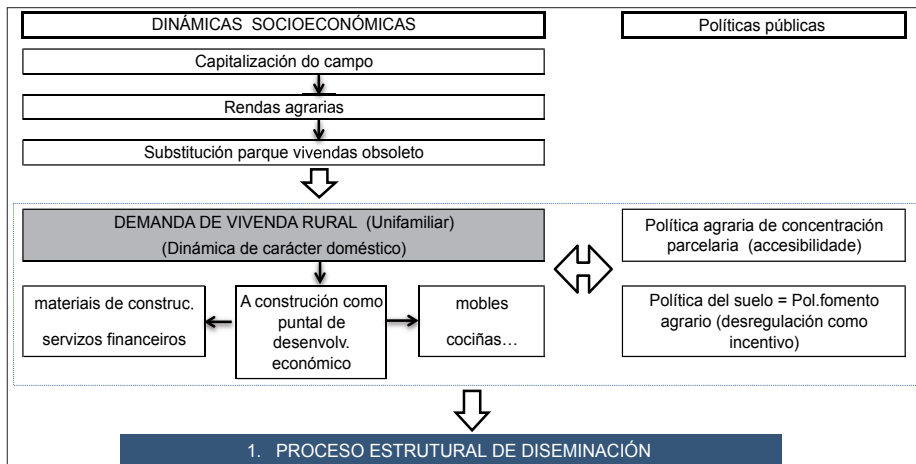 DINÁMICAS SOCIOECONÓMICAS
Políticas públicas
Capitalización do campo
Rendas agrarias
Substitución parque vivendas obsoleto
DEMANDA DE VIVENDA RURAL (Unifamiliar)
(Dinámica de carácter doméstico)
Política agraria de concentración
parcelaria (accesibilidade)
materiais de construc.
servizos financeiros
A construción como
puntal de
desenvolv.
económico
mobles
cociñas…
Política del suelo = Pol.fomento
agrario (desregulación como
incentivo)
1. PROCESO ESTRUTURAL DE DISEMINACIÓN